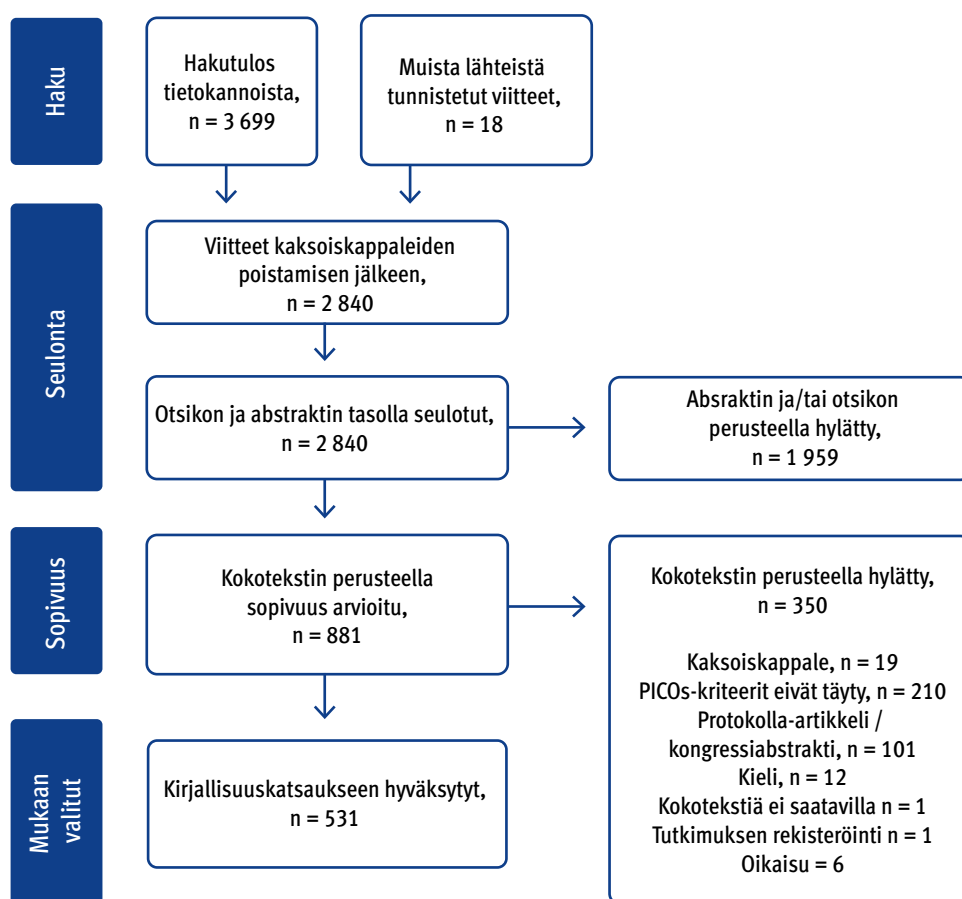 Haku
Hakutulos
tietokannoista,
n = 3 699
Muista lähteistä
tunnistetut viitteet,
n = 18
Seulonta
Viitteet kaksoiskappaleiden
poistamisen jälkeen,
n = 2 840
Otsikon ja abstraktin tasolla seulotut,
n = 2 840
Absraktin ja/tai otsikon
perusteella hylätty,
n = 1 959
Sopivuus
Kokotekstin perusteella
sopivuus arvioitu,
n = 881
Kokotekstin perusteella hylätty,
n = 350
Kaksoiskappale, n = 19
PICOs-kriteerit eivät täyty, n = 210
Protokolla-artikkeli /
kongressiabstrakti, n = 101
Kieli, n = 12
Kokotekstiä ei saatavilla n = 1
Tutkimuksen rekisteröinti n = 1
Oikaisu = 6
Mukaan
valitut
Kirjallisuuskatsaukseen hyväksytyt,
n = 531